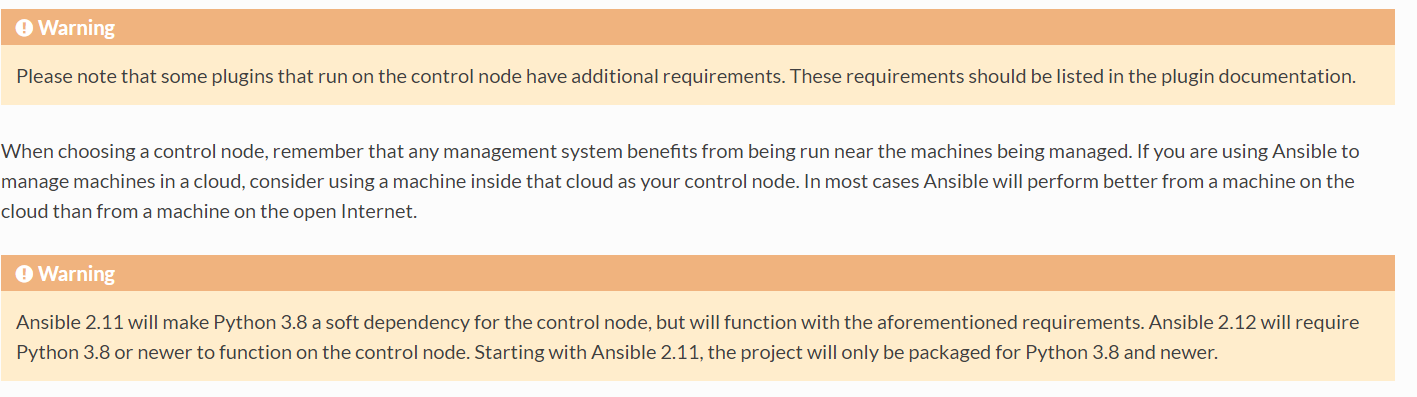 Warning
Please note that some plugins that run on the control node have additional requirements. These requirements should be listed in the plugin documentation.
When choosing a control node, remember that any management system benefits from being run near the machines being managed. If you are using Ansible to
manage machines in a cloud, consider using a machine inside that cloud as your control node. In most cases Ansible will perform better from a machine on the
cloud than from a machine on the open Internet.
Warning
Ansible 2.11 will make Python 3.8 a soft dependency for the control node, but will function with the aforementioned requirements. Ansible 2.12 will require
Python 3.8 or newer to function on the control node. Starting with Ansible 2.11, the project will only be packaged for Python 3.8 and newer.